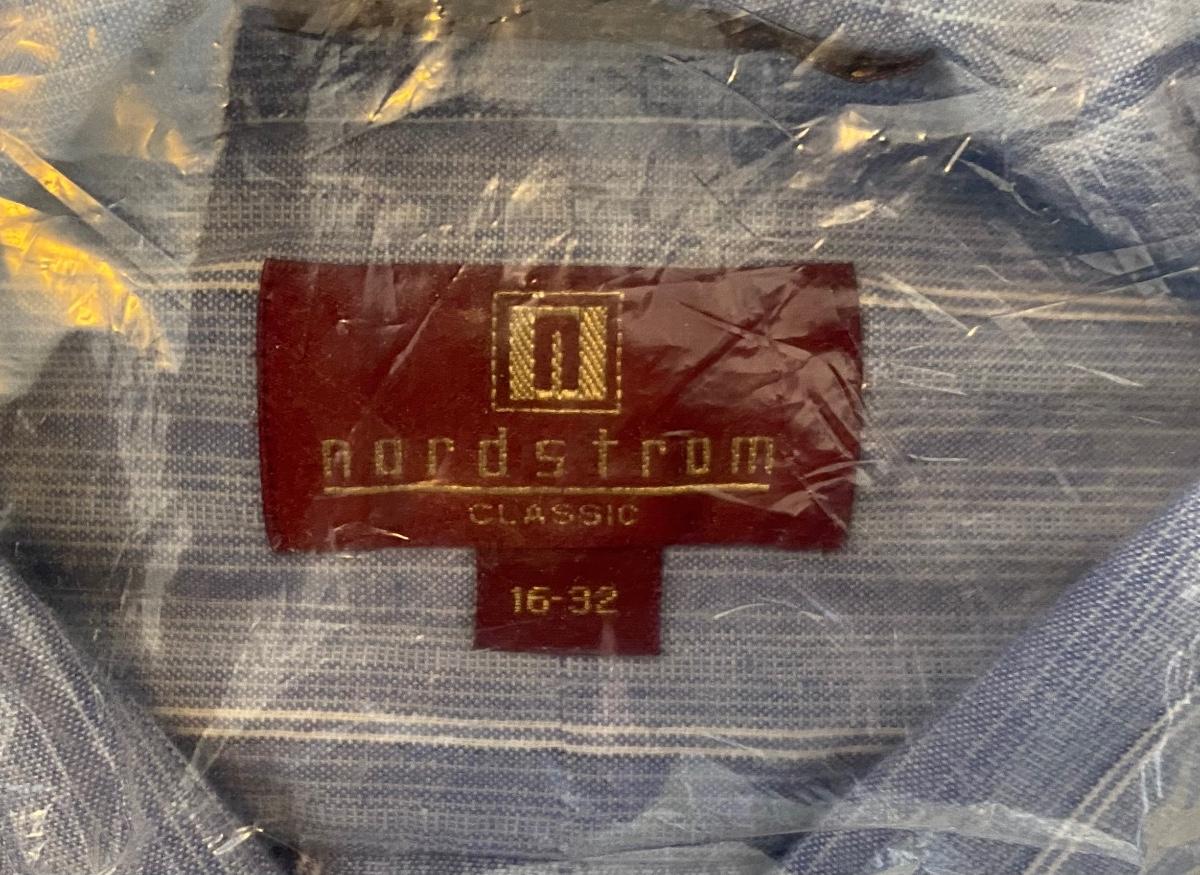 n
nordstrom
CLASSIC
16-32